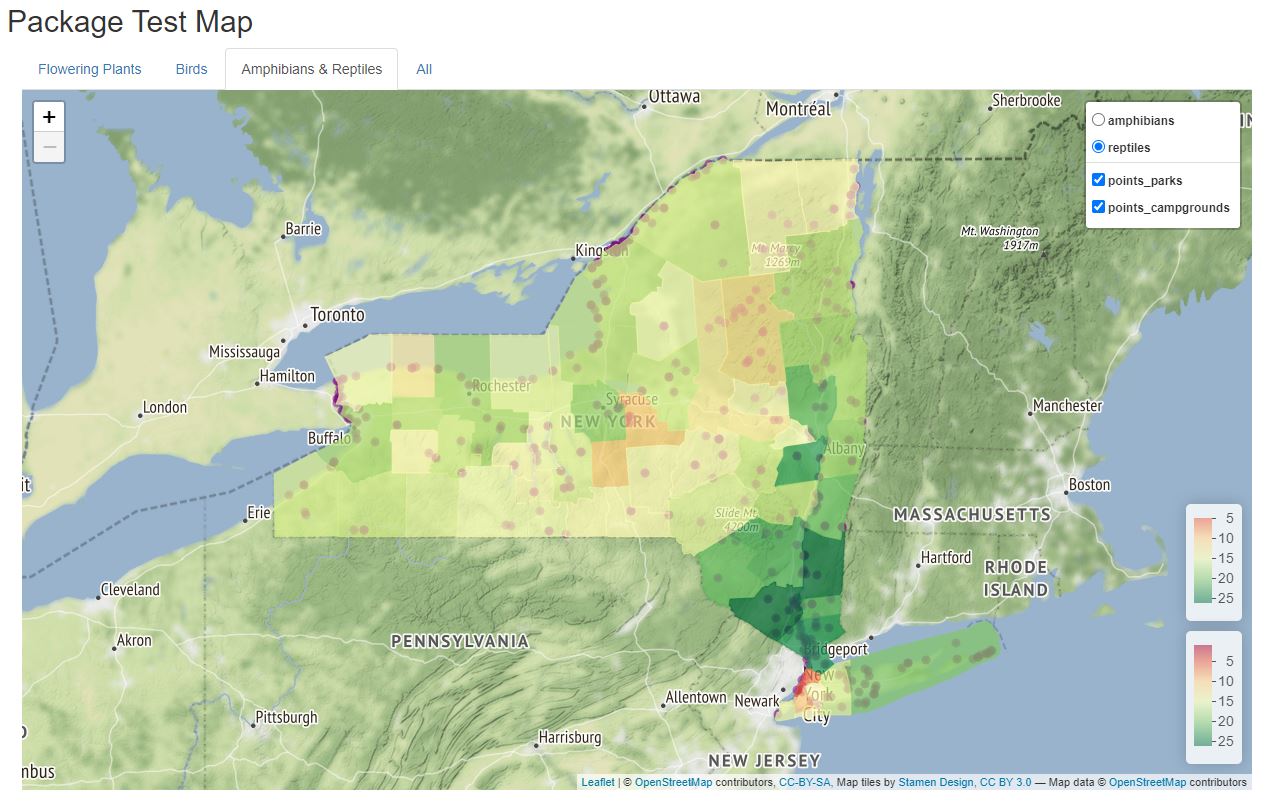 Package Test Map
Flowering Plants Birds Amphibians & Reptiles All
+
−
amphibians
reptiles
points_parks
points_campgrounds
Ottawa
Montréal
Sherbrooke
Barrie
Mt. Washington
1917m
Mt. Marcy
1269m
Toronto
Mississauga
Hamilton
London
Rochester
Syracuse
NEW YORK
Manchester
Buffalo
Albany
Boston
Erie
Slide Mt
4200m
MASSACHUSETTS
Hartford
RHODE
ISLAND
Cleveland
Akron
PENNSYLVANIA
Bridgeport
New
York
City
Allentown
Newark
Pittsburgh
Harrisburg
NEW JERSEY
5
10
15
20
25
5
10
15
20
25
Leaflet | © OpenStreetMap contributors, CC-BY-SA, Map tiles by Stamen Design, CC BY 3.0 — Map data © OpenStreetMap contributors